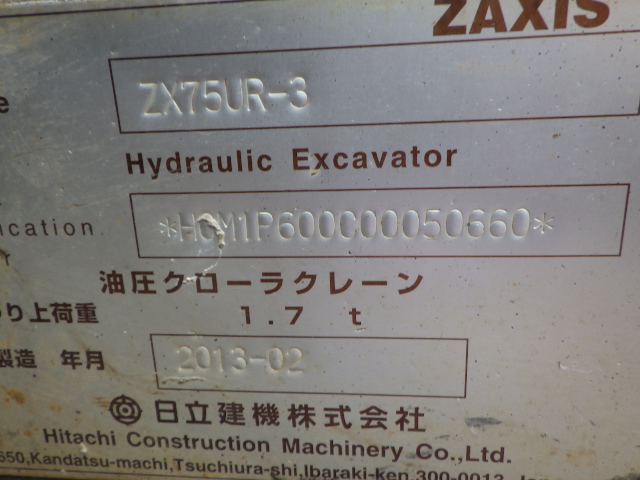 ZAXIS
ZX75UR-3
Hydraulic Excavator
*HCM1P600C00050660*
油圧クローラクレーン
り上荷重 1.7 t
製造 年月 2013-02
日立建機株式会社
Hitachi Construction Machinery Co.,Ltd.
650,Kandatsu-machi,Tsuchiura-shi,Ibaraki-ken 300-0013